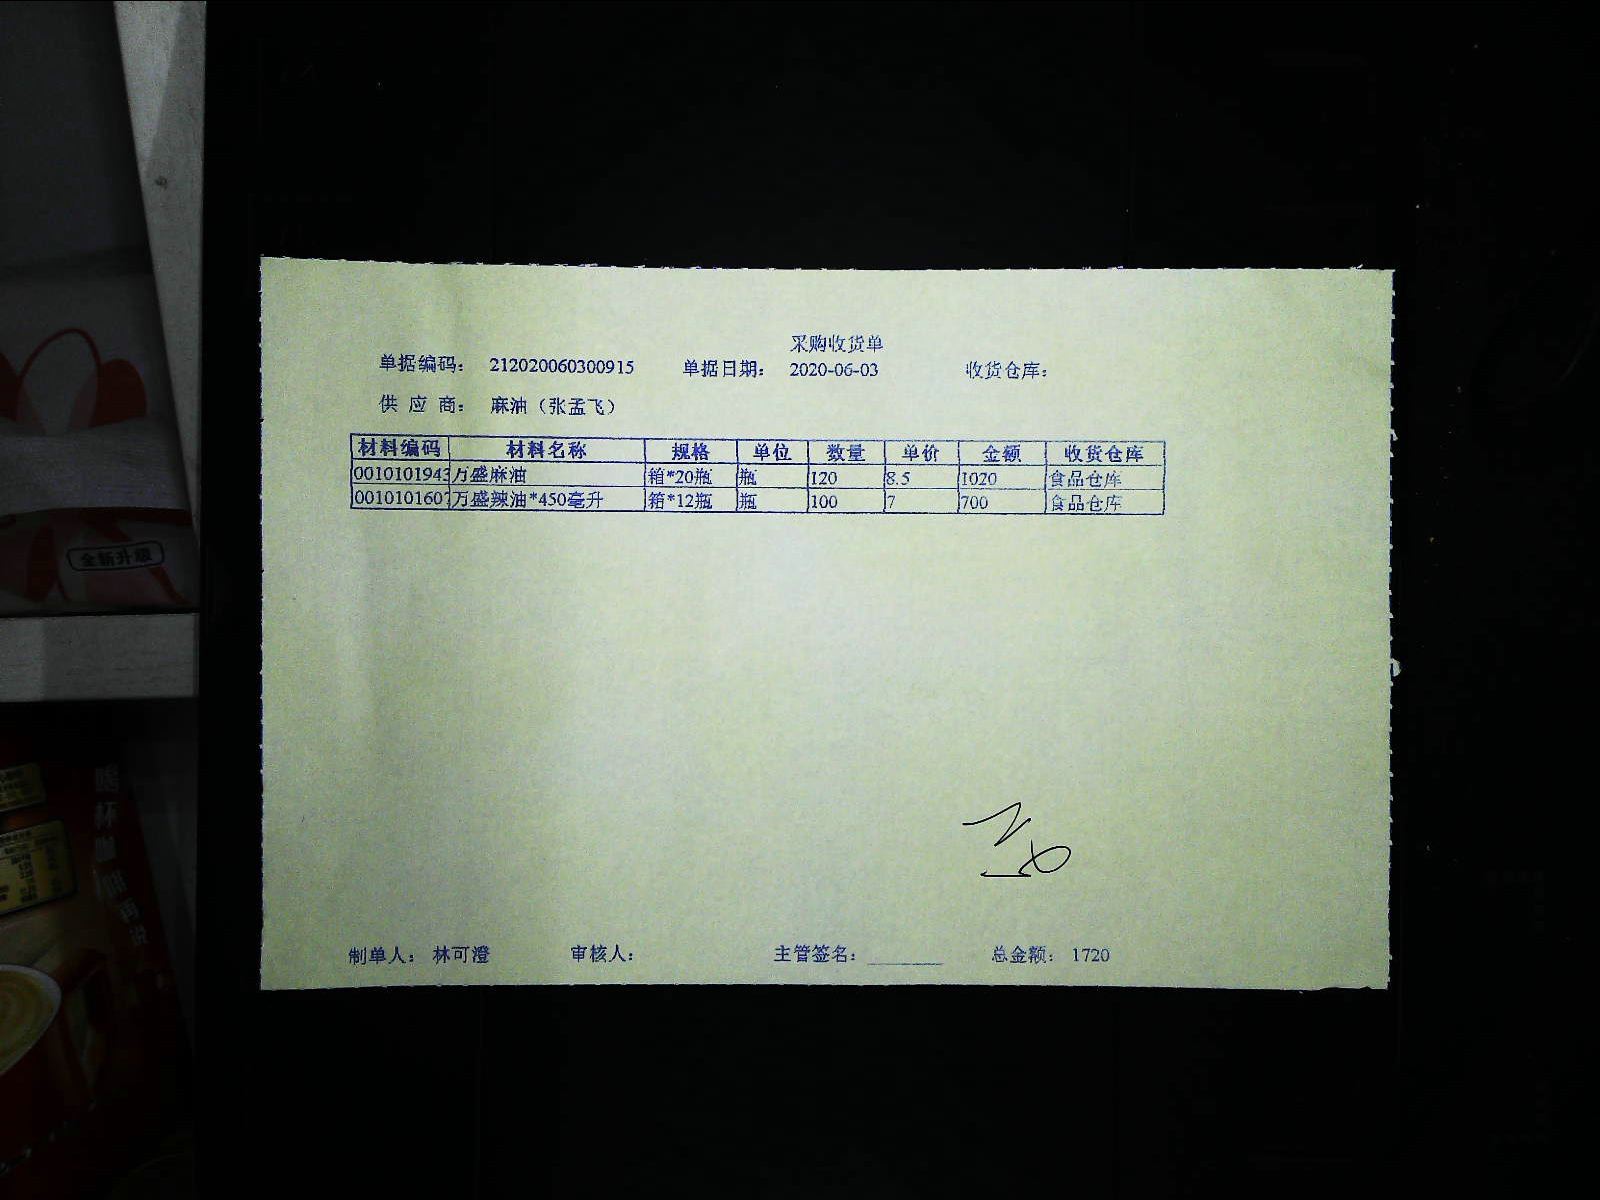 采购收货单
单据编码： 212020060300915 单据日期： 2020-06-03 收货仓库：
供 应 商： 麻油（张孟飞）
材料编码 材料名称 规格 单位 数量 单价 金额 收货仓库
0010101943 万盛麻油 箱*20瓶 瓶 120 8.5 1020 食品仓库
001010160 万盛辣油*450毫升 箱*12瓶 瓶 100 7 700 食品仓库
制单人： 林可澄 审核人： 主管签名： 总金额： 1720
全新升级